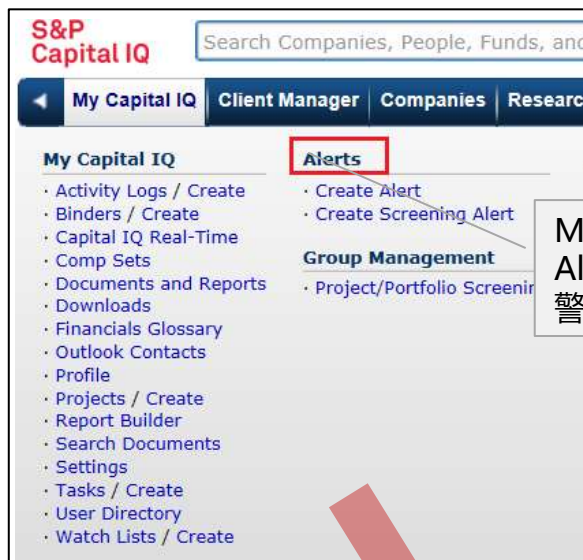 S&P
Capital IQ
Search Companies, People, Funds, and
My Capital IQ
Client Manager
Companies
My Capital IQ
· Activity Logs / Create
· Binders / Create
· Capital IQ Real-Time
· Comp Sets
· Documents and Reports
· Downloads
· Financials Glossary
· Outlook Contacts
· Profile
· Projects / Create
· Report Builder
· Search Documents
· Settings
· Tasks / Create
· User Directory
· Watch Lists / Create
Alerts
· Create Alert
· Create Screening Alert
Group Management
· Project/Portfolio
警